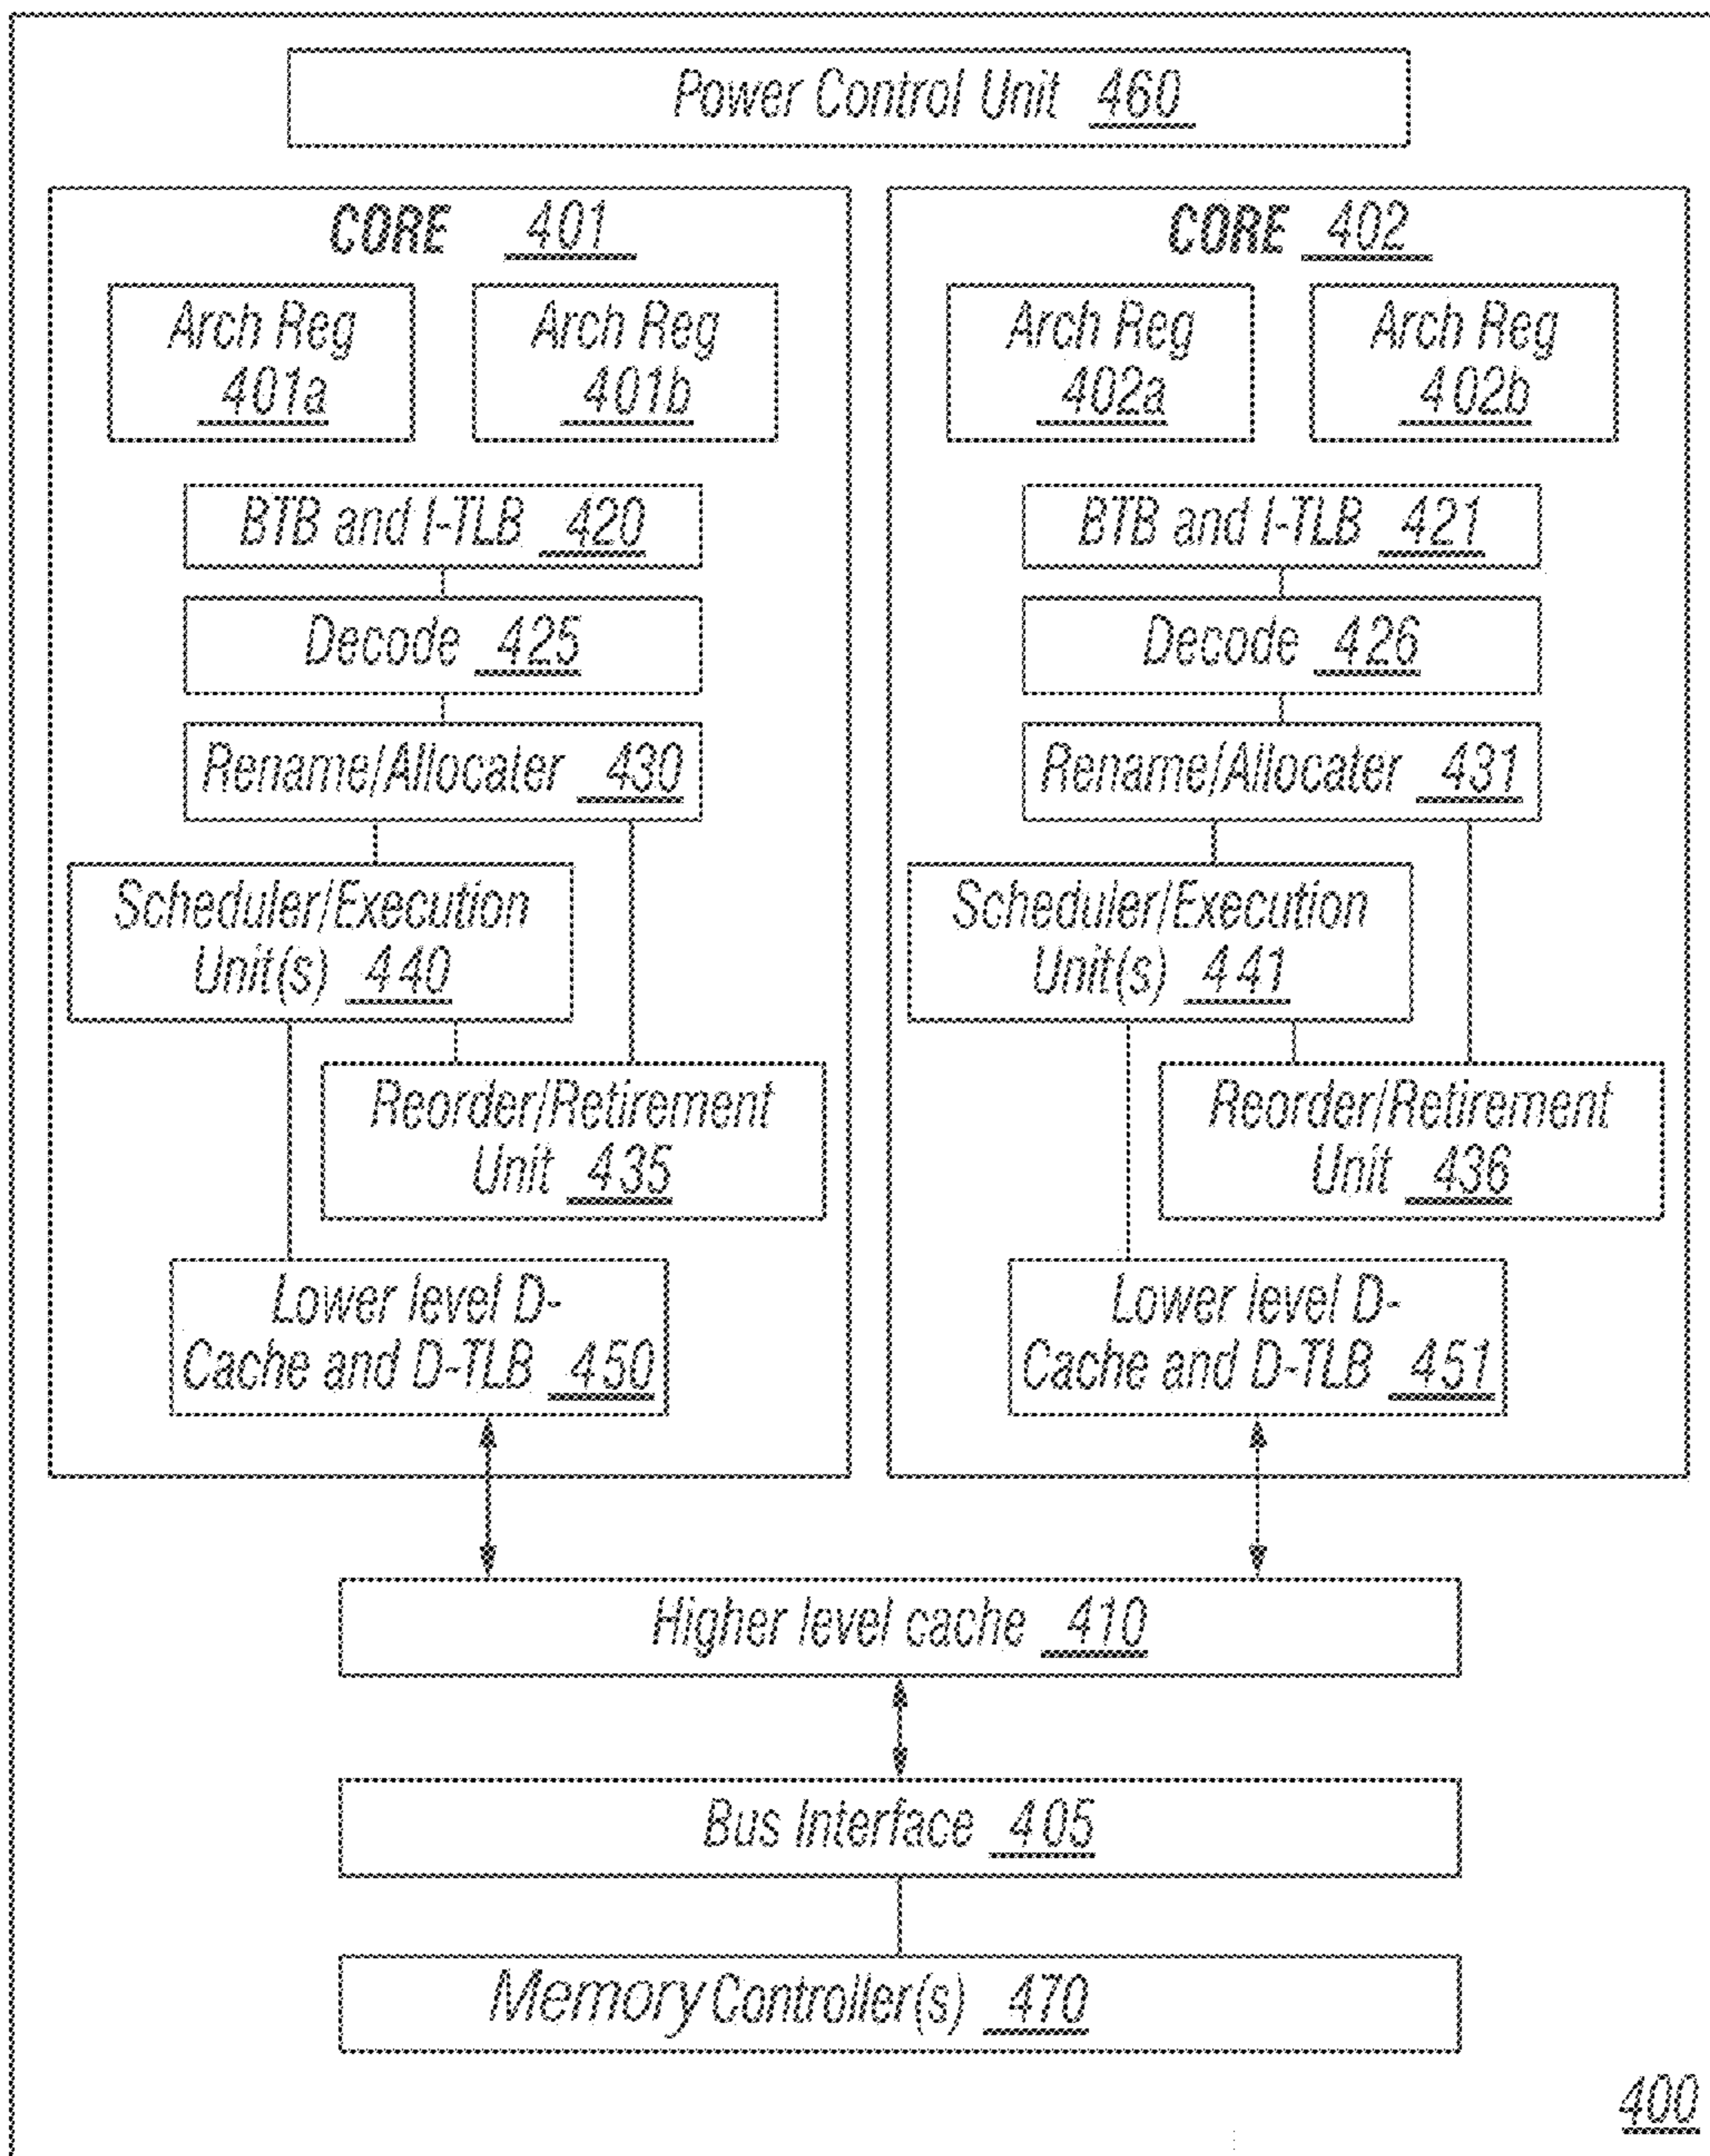 Power Control Unit 460
CORE 401
Arch Reg
401a
Arch Reg
401b
BTB and I-TLB 420
Decode 425
Rename/Allocater 430
Scheduler/Execution
Unit(s) 440
Reorder/Retirement
Unit 435
Lower level D-
Cache and D-TLB 450
CORE 402
Arch Reg
402a
Arch Reg
402b
BTB and I-TLB 421
Decode 426
Rename/Allocater 431
Scheduler/Execution
Unit(s) 441
Reorder/Retirement
Unit 436
Lower level D-
Cache and D-TLB 451
Higher level cache 410
Bus Interface 405
Memory Controller(s) 470
400